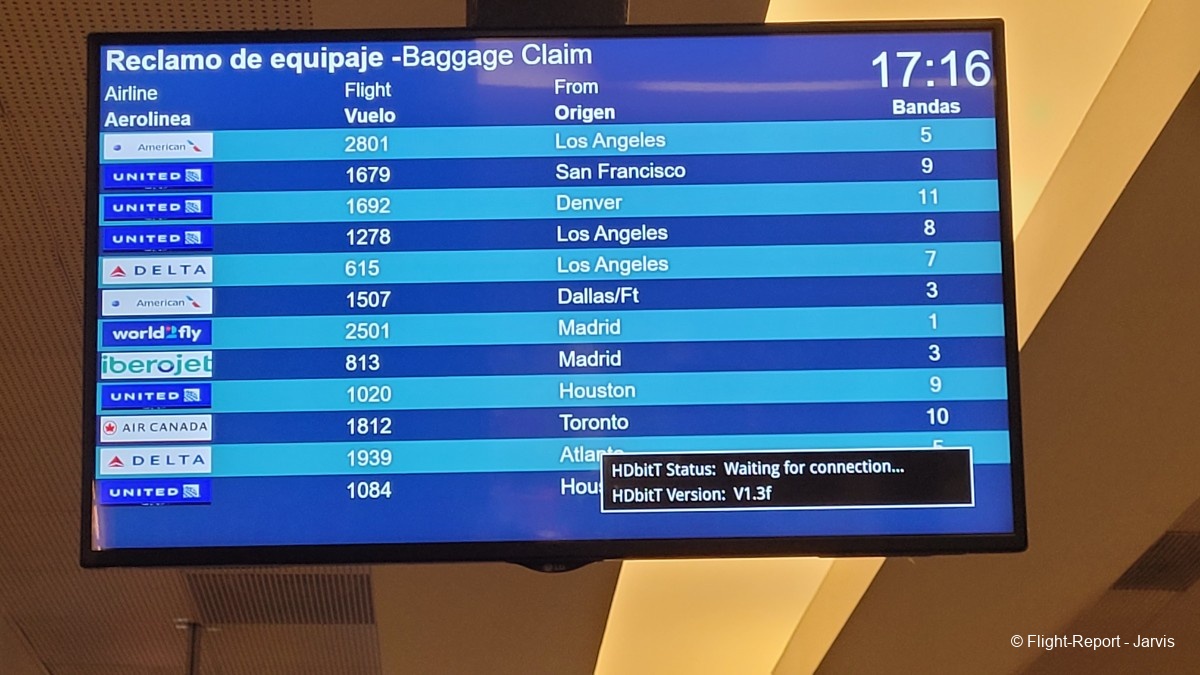 Reclamo de equipaje -Baggage Claim 17:16
Airline Flight From
Aerolinea Vuelo Origen Bandas
American 2801 Los Angeles 5
UNITED 1679 San Francisco 9
UNITED 1692 Denver 11
UNITED 1278 Los Angeles 8
DELTA 615 Los Angeles 7
American 1507 Dallas/Ft 3
world2fly 2501 Madrid 1
iberojet 813 Madrid 3
UNITED 1020 Houston 9
AIR CANADA 1812 Toronto 10
DELTA 1939 Atlanta
UNITED 1084 Hous
HDbitT Status: Waiting for connection...
HDbitT Version: V1.3f
© Flight-Report - Jarvis